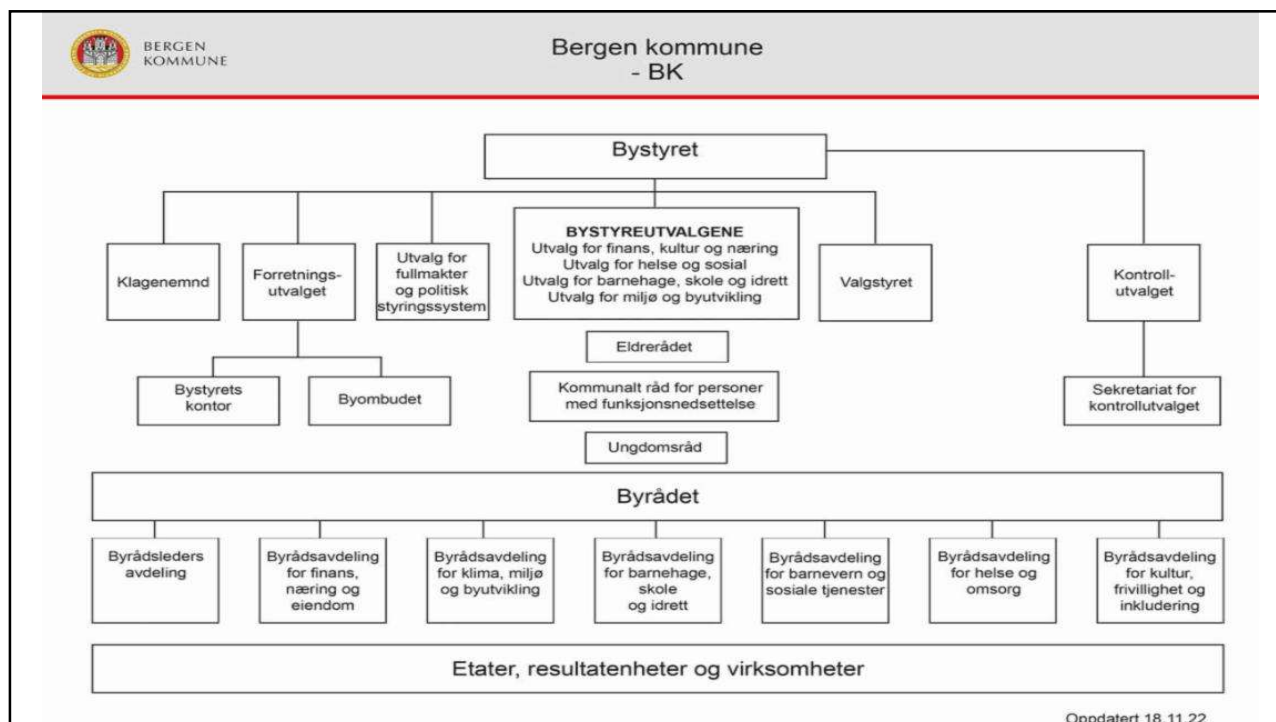 BERGEN
KOMMUNE
Bergen kommune
- BK
Bystyret
Klagenemnd
Forretnings-
utvalget
Utvalg for
fullmakter
og politisk
styringssystem
BYSTYREUTVALGENE
Utvalg for finans, kultur og næring
Utvalg for helse og sosial
Utvalg for barnehage, skole og idrett
Utvalg for miljø og byutvikling
Valgstyret
Kontroll-
utvalget
Bystyrets
kontor
Byombudet
Eldrerådet
Kommunalt råd for personer
med funksjonsnedsettelse
Ungdomsråd
Sekretariat for
kontrollutvalget
Byrådet
Byrådsleders
avdeling
Byrådsavdeling
for finans,
næring og
eiendom
Byrådsavdeling
for klima, miljø
og byutvikling
Byrådsavdeling
for barnehage,
skole
og idrett
Byrådsavdeling
for barnevern og
sosiale tjenester
Byrådsavdeling
for helse og
omsorg
Byrådsavdeling
for kultur,
frivillighet og
inkludering
Etater, resultatenheter og virksomheter
Oppdatert 18.11.22